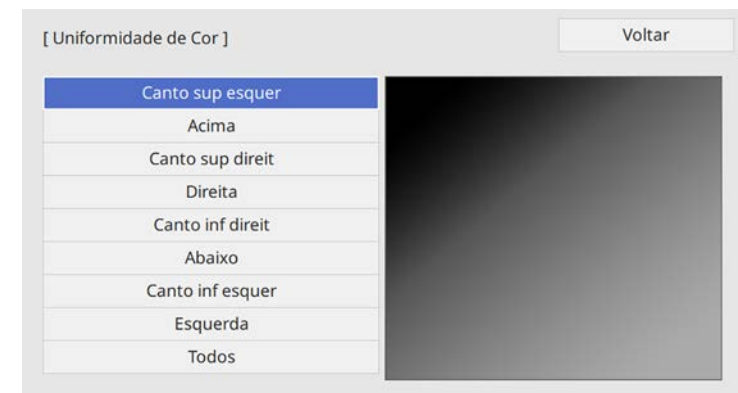 [ Uniformidade de Cor ]
Voltar
Canto sup esquer
Acima
Canto sup direit
Direita
Canto inf direit
Abaixo
Canto inf esquer
Esquerda
Todos